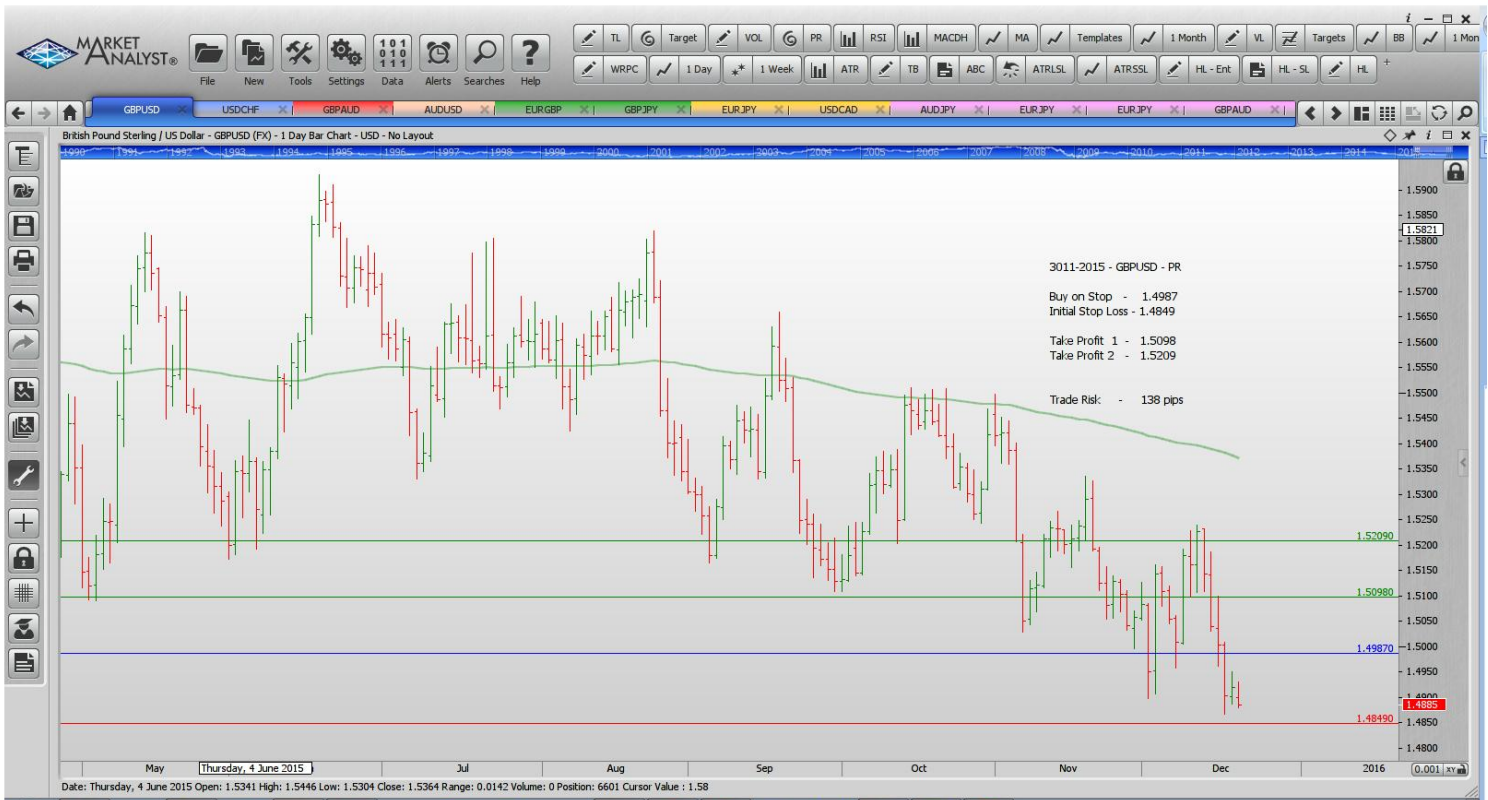 MARKET ANALYST®
File New Tools Settings Data Alerts Searches Help
TL Target VOL PR RSI MACDH MA Templates 1 Month VL Targets BB 1 Mon
WRPC 1 Day 1 Week ATR TB ABC ATRLSL ATRSSL HL - Ent HL - SL HL +
GBPUSD USDCHF GBPAUD AUDUSD EURGBP GBPJPY EURJPY USDCAD AUDJPY EURJPY EURJPY GBPAUD
British Pound Sterling / US Dollar - GBPUSD (FX) - 1 Day Bar Chart - USD - No Layout
1990 1991 1992 1993 1994 1995 1996 1997 1998 1999 2000 2001 2002 2003 2004 2005 2006 2007 2008 2009 2010 2011 2012 2013 2014 2015
1.5900
1.5850
1.5821
1.5800
3011-2015 - GBPUSD - PR
1.5750
Buy on Stop - 1.4987
1.5700
Initial Stop Loss - 1.4849
1.5650
Take Profit 1 - 1.5098
1.5600
Take Profit 2 - 1.5209
1.5550
1.5500
Trade Risk - 138 pips
1.5450
1.5400
1.5350
1.5300
1.5250
1.52090
1.5200
1.5150
1.50980
1.5100
1.5050
1.49870
1.5000
1.4950
1.4900
1.4885
1.48490
1.4850
1.4800
May Thursday, 4 June 2015 Jul Aug Sep Oct Nov Dec 2016 0.001 XY
Date: Thursday, 4 June 2015 Open: 1.5341 High: 1.5446 Low: 1.5304 Close: 1.5364 Range: 0.0142 Volume: 0 Position: 6601 Cursor Value : 1.58